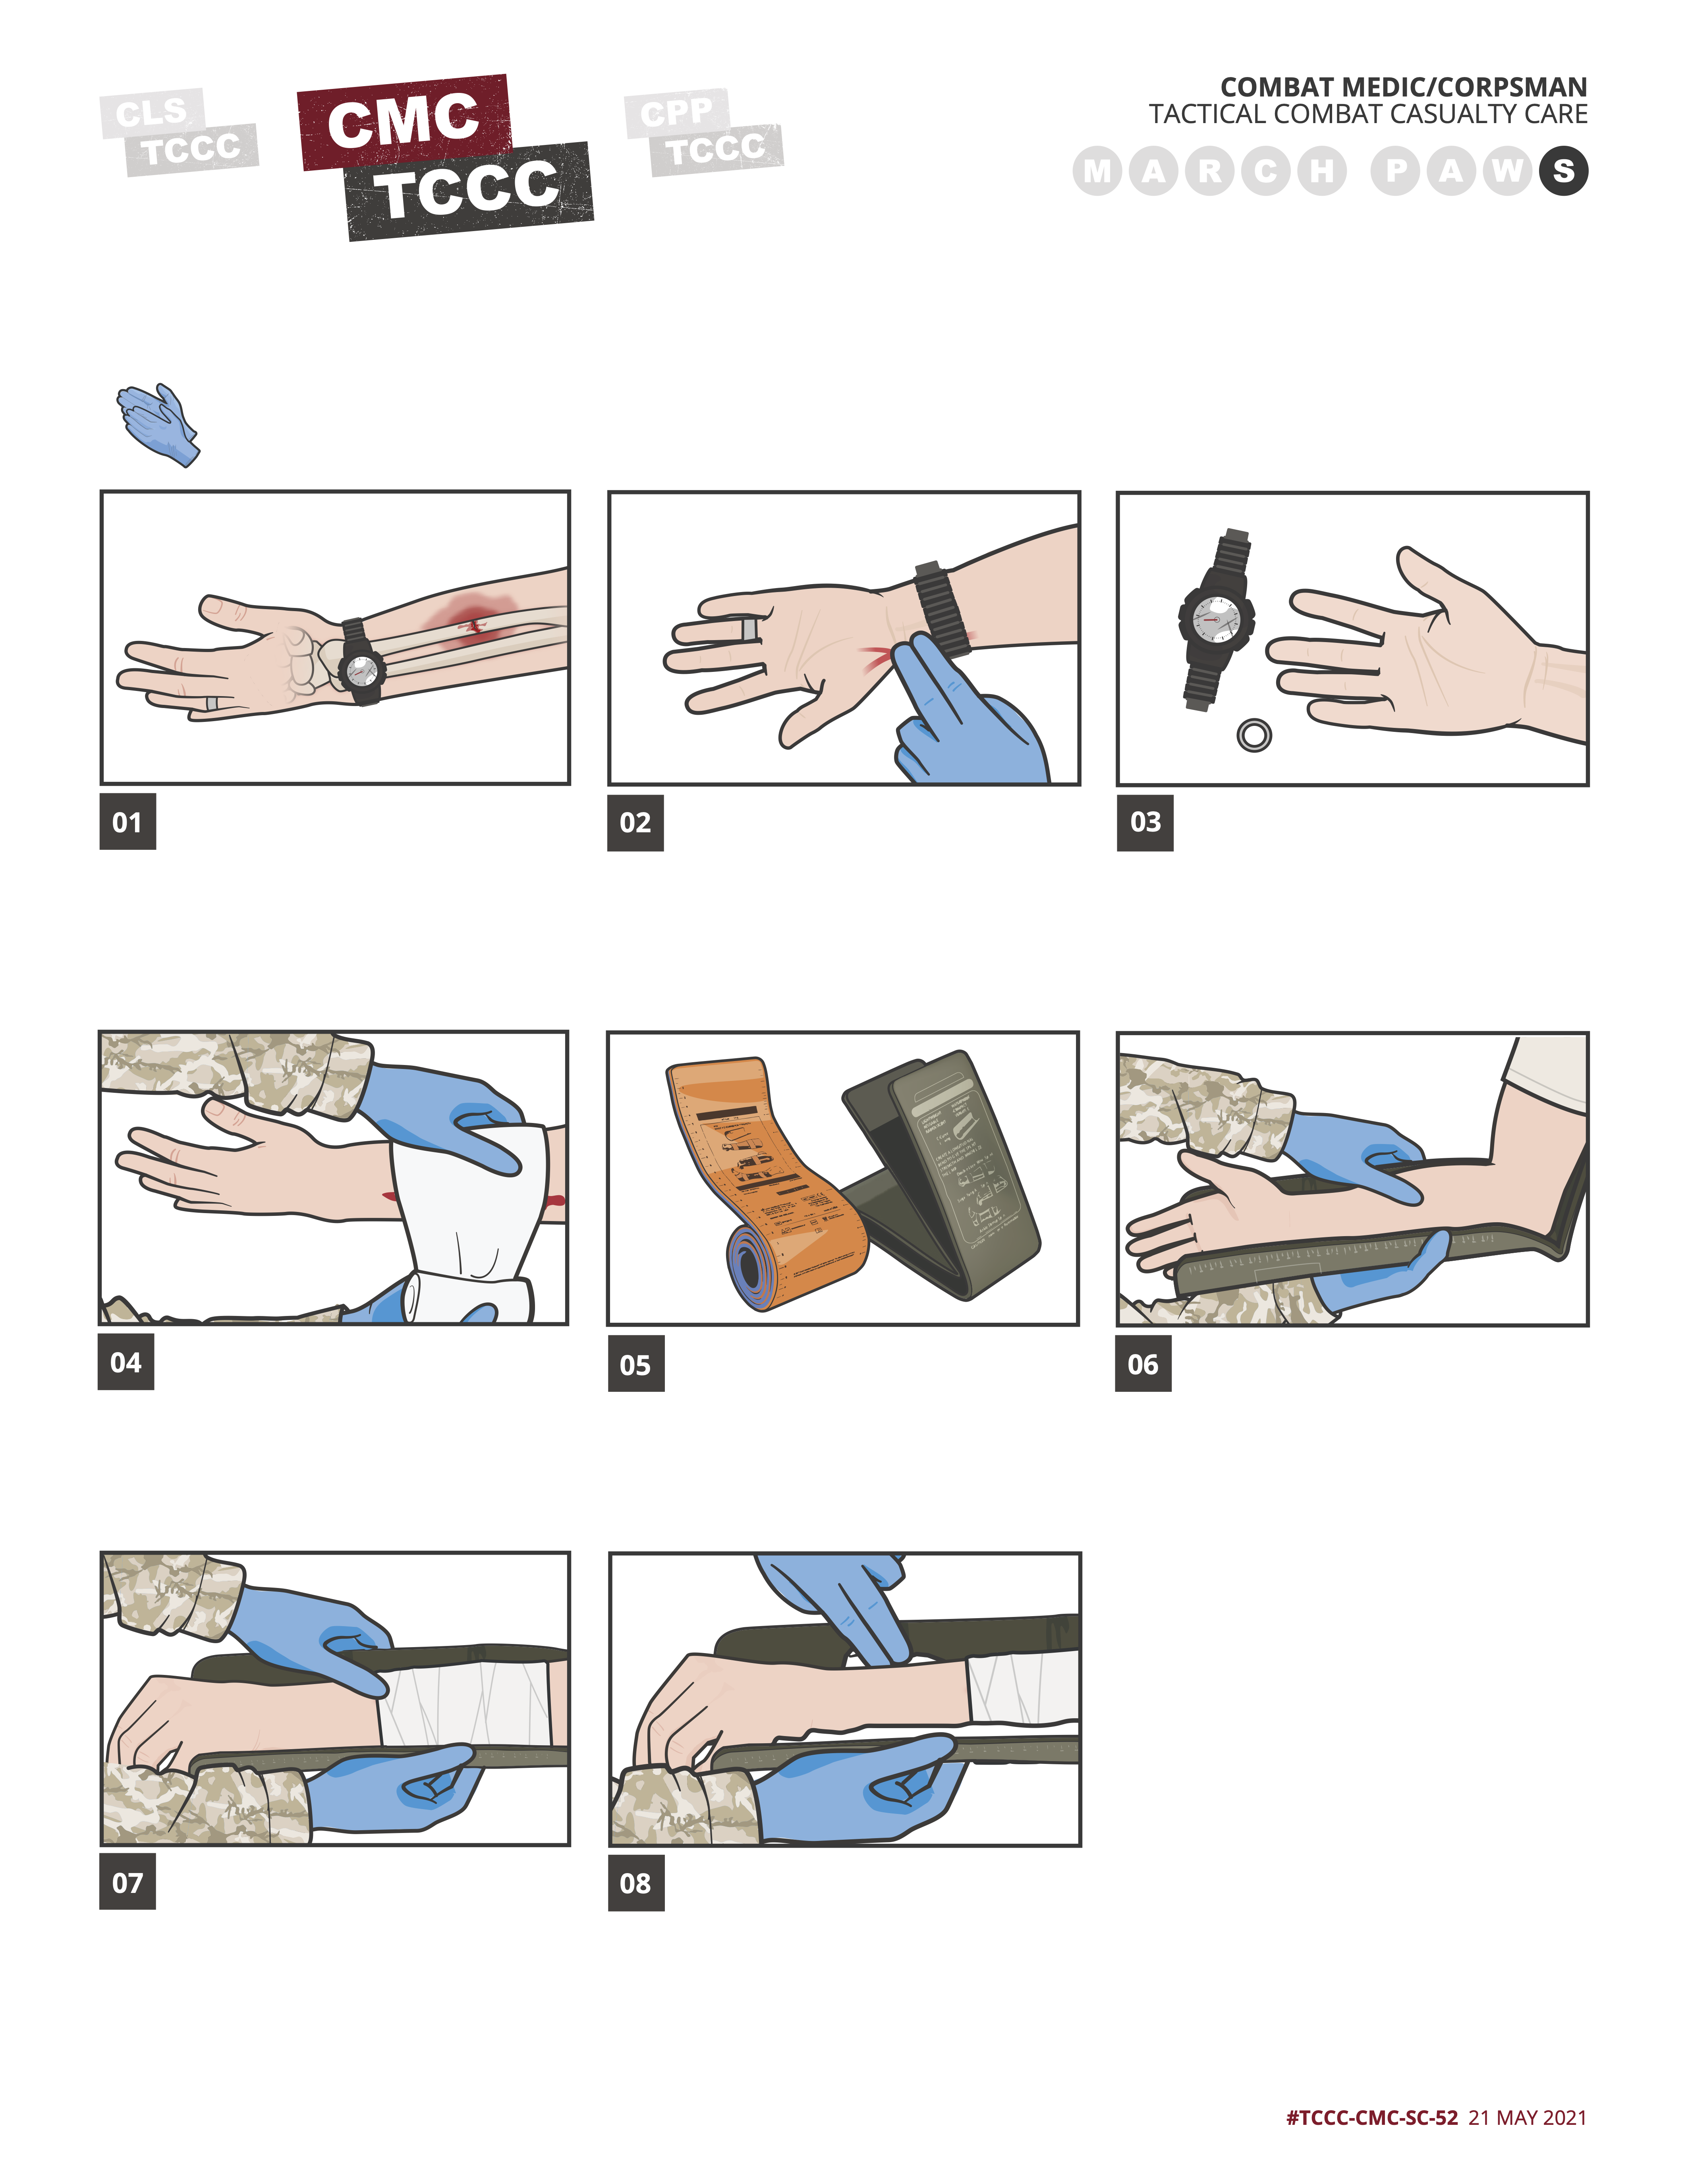 CLS
TCCC
CMC
TCCC
CPP
TCCC
COMBAT MEDIC/CORPSMAN
TACTICAL COMBAT CASUALTY CARE
M A R C H P A W S
01
02
03
04
05
06
07
08
#TCCC-CMC-SC-52 21 MAY 2021